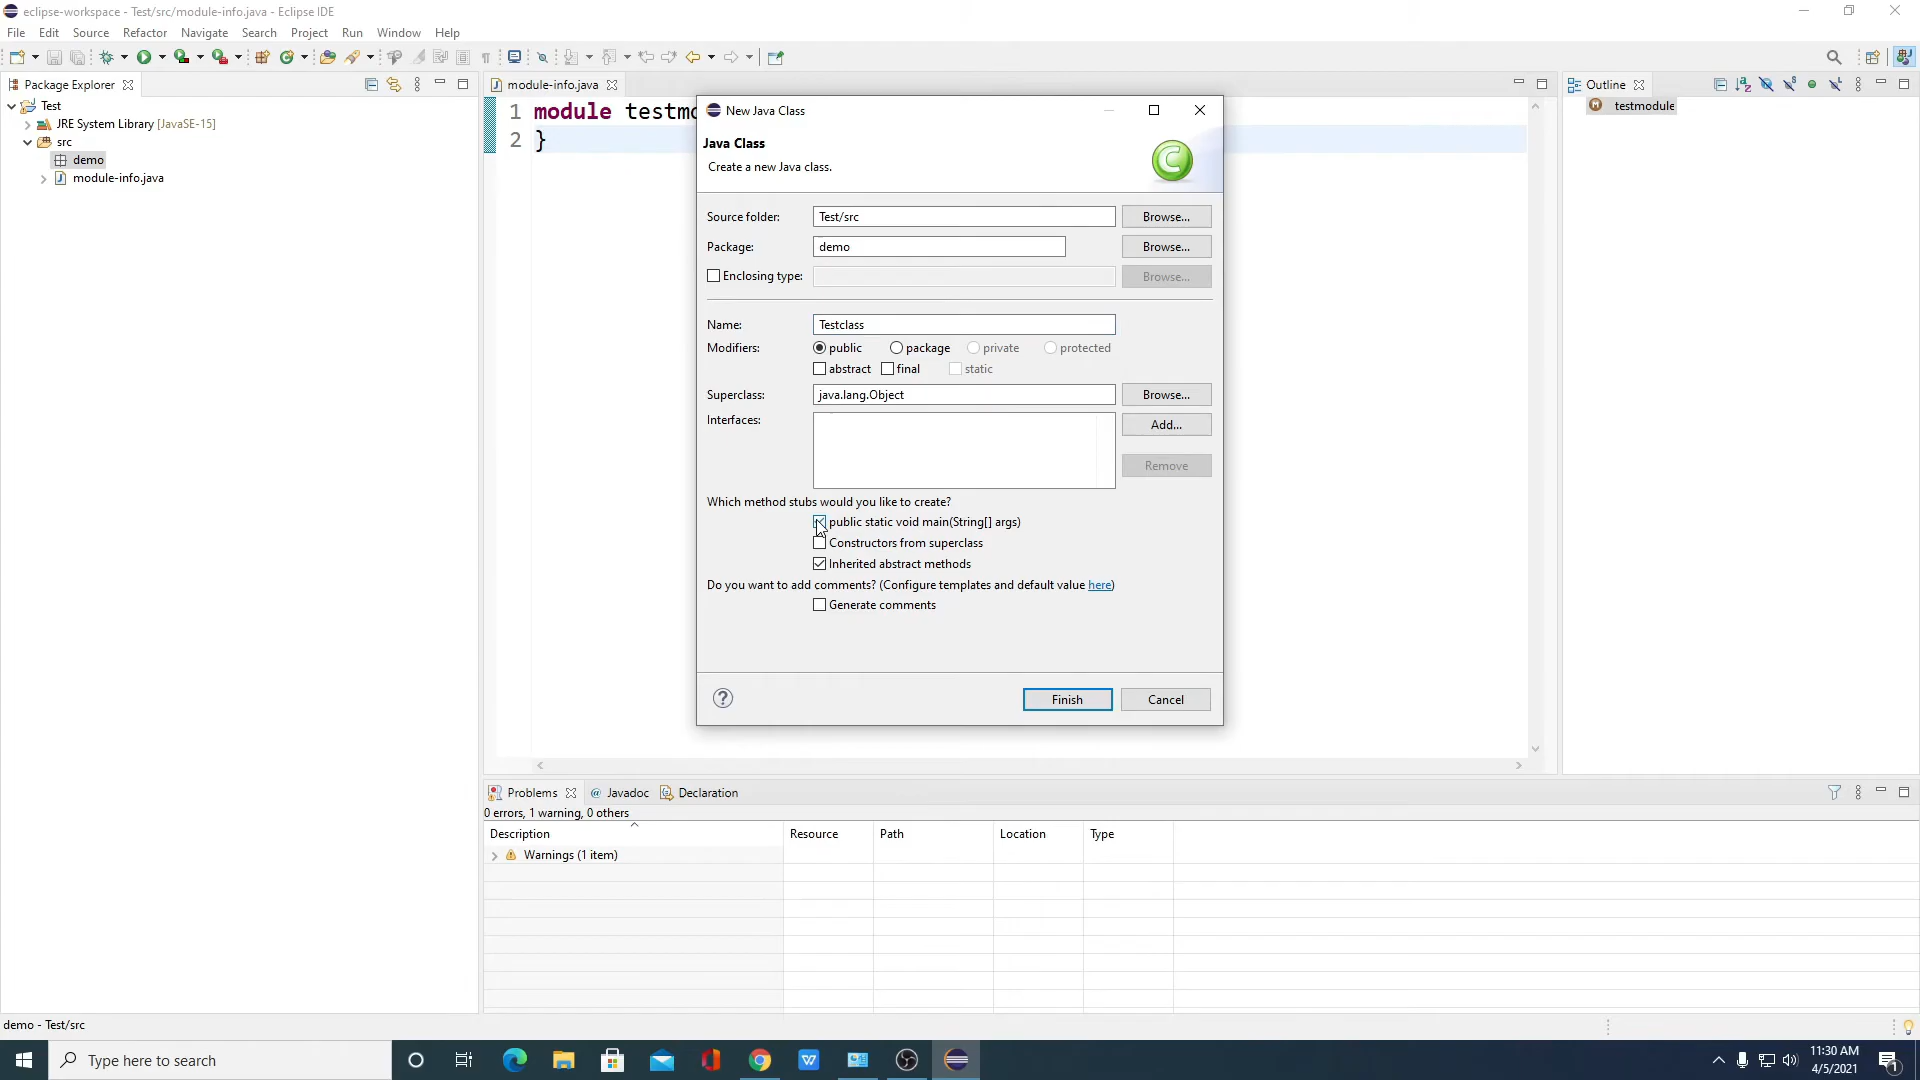 eclipse-workspace - Test/src/module-info.java - Eclipse IDE
File Edit Source Refactor Navigate Search Project Run Window Help
Package Explorer
Test
JRE System Library [JavaSE-15]
src
demo
module-info.java
module-info.java
1 module testmo
2 }
Outline
testmodule
New Java Class
Java Class
Create a new Java class.
Source folder: Test/src Browse...
Package: demo Browse...
Enclosing type: Browse...
Name: Testclass
Modifiers: public package private protected
abstract final static
Superclass: java.lang.Object Browse...
Interfaces: Add...
Remove
Which method stubs would you like to create?
public static void main(String[] args)
Constructors from superclass
Inherited abstract methods
Do you want to add comments? (Configure templates and default value here)
Generate comments
Finish Cancel
Problems Javadoc Declaration
0 errors, 1 warning, 0 others
Description Resource Path Location Type
Warnings (1 item)
demo - Test/src
Type here to search
11:30 AM
4/5/2021
1